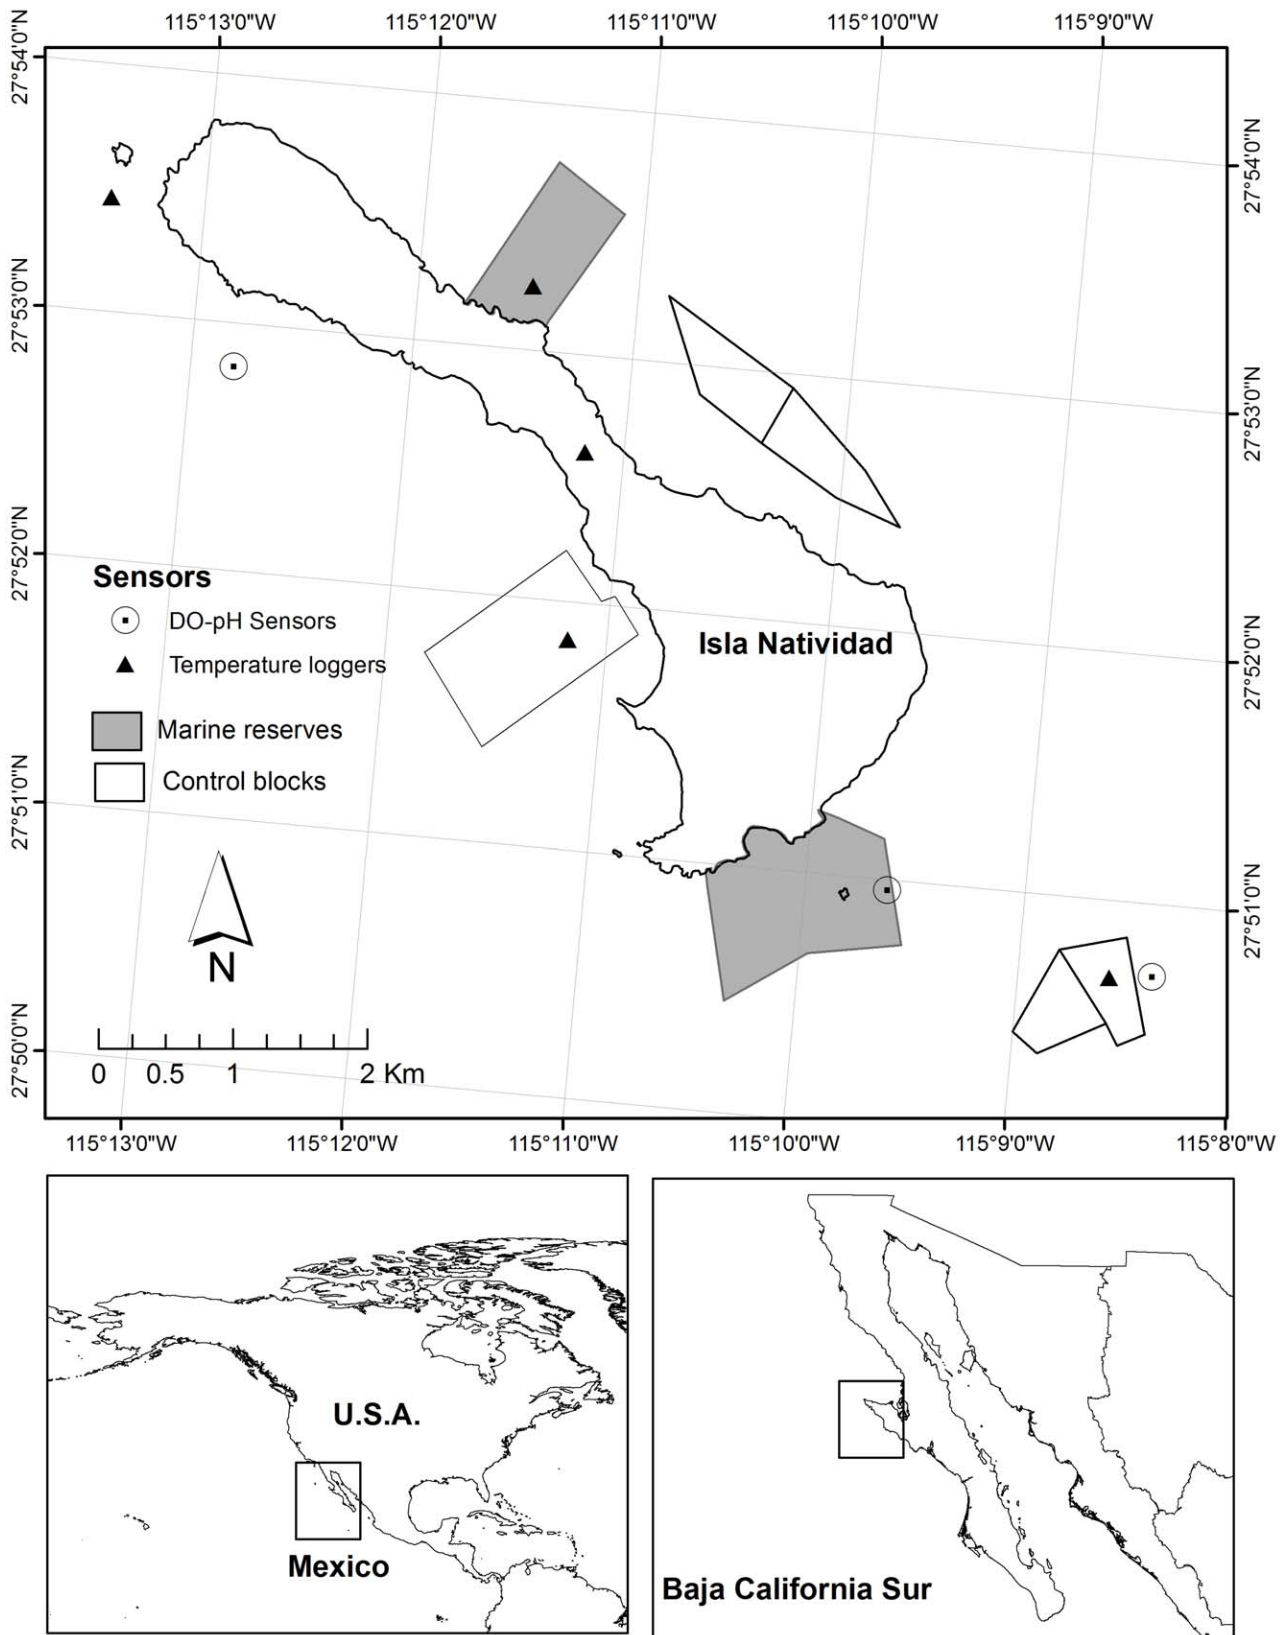 115°13'0"W 115°12'0"W 115°11'0"W 115°10'0"W 115°9'0"W
27°54'0"N
27°53'0"N
27°52'0"N
27°51'0"N
27°50'0"N
27°54'0"N
27°53'0"N
27°52'0"N
27°51'0"N
Isla Natividad
Sensors
DO-pH Sensors
Temperature loggers
Marine reserves
Control blocks
N
0 0.5 1 2 Km
115°13'0"W 115°12'0"W 115°11'0"W 115°10'0"W 115°9'0"W 115°8'0"W
U.S.A.
Mexico
Baja California Sur